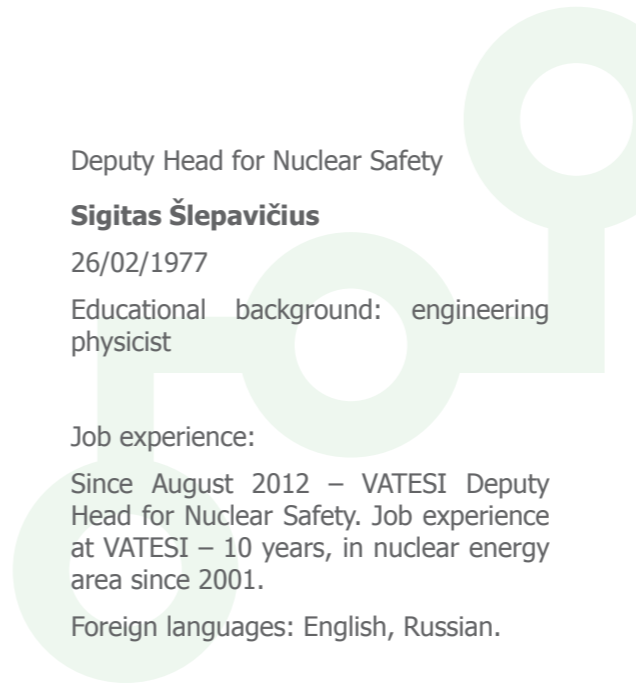 Deputy Head for Nuclear Safety
Sigitas Šlepavičius
26/02/1977
Educational background: engineering
physicist
Job experience:
Since August 2012 – VATESI Deputy
Head for Nuclear Safety. Job experience
at VATESI – 10 years, in nuclear energy
area since 2001.
Foreign languages: English, Russian.